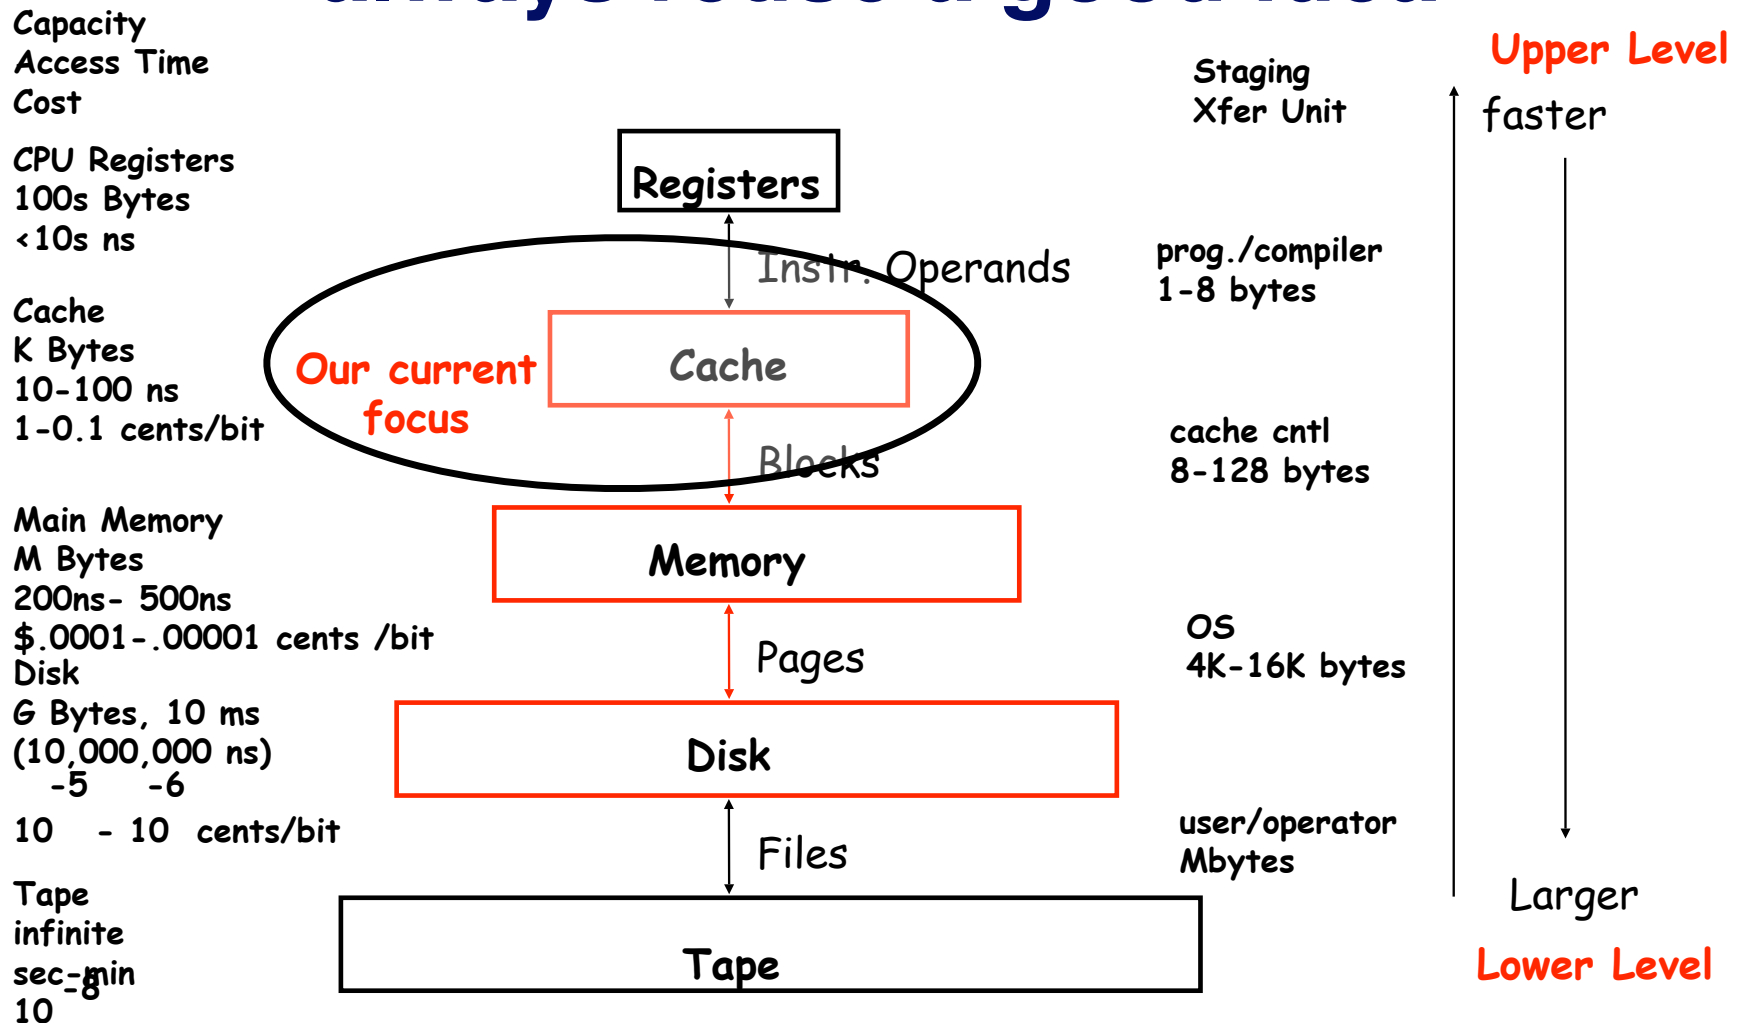 always reuse a good idea
Capacity
Access Time
Cost
Staging
Xfer Unit
Upper Level
faster
CPU Registers
100s Bytes
<10s ns
Registers
Instr. Operands
prog./compiler
1-8 bytes
Cache
K Bytes
10-100 ns
1-0.1 cents/bit
Our current
focus
Cache
Blocks
cache cntl
8-128 bytes
Main Memory
M Bytes
200ns- 500ns
$.0001-.00001 cents /bit
Memory
Pages
OS
4K-16K bytes
Disk
G Bytes, 10 ms
(10,000,000 ns)
-5 -6
10 - 10 cents/bit
Disk
Files
user/operator
Mbytes
Tape
infinite
sec-min
-8
10
Tape
Larger
Lower Level